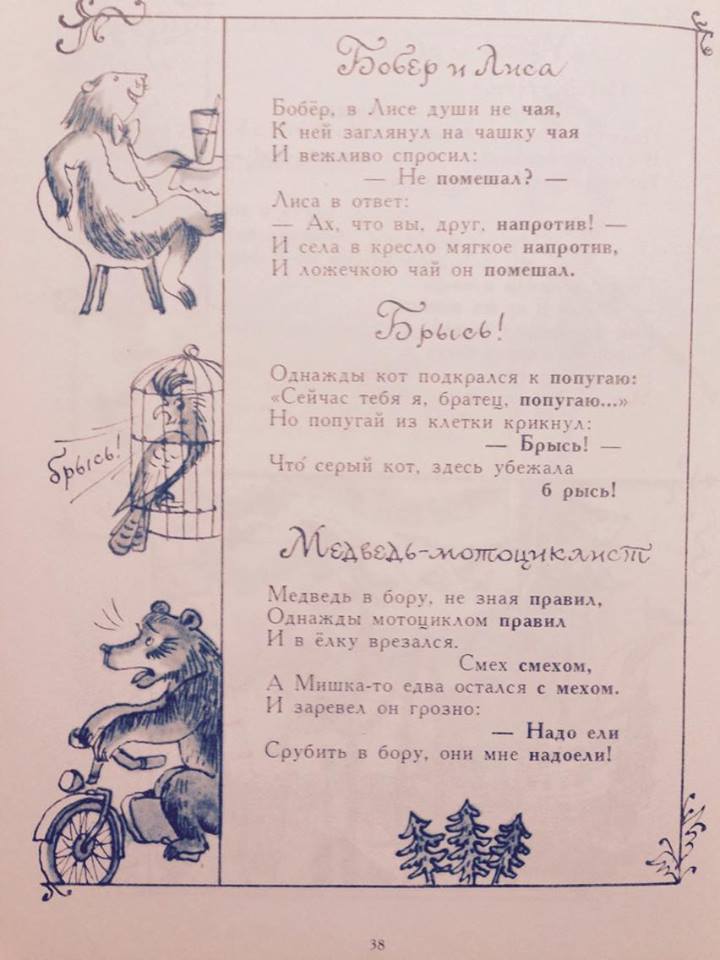 Бобёр и Лиса
Бобёр, в Лисе души не чая,
К ней заглянул на чашку чая
И вежливо спросил:
— Не помешал? —
Лиса в ответ:
— Ах, что вы, друг, напротив! —
И села в кресло мягкое напротив,
И ложечкою чай он помешал.
Брысь!
Однажды кот подкрался к попугаю:
«Сейчас тебя я, братец, попугаю...»
Но попугай из клетки крикнул:
— Брысь! —
Что серый кот, здесь убежала
б рысь!
брысь!
Медведь-мотоциклист
Медведь в бору, не зная правил,
Однажды мотоциклом правил
И в ёлку врезался.
Смех смехом,
А Мишка-то едва остался с мехом.
И заревел он грозно:
— Надо ели
Срубить в бору, они мне надоели!
38